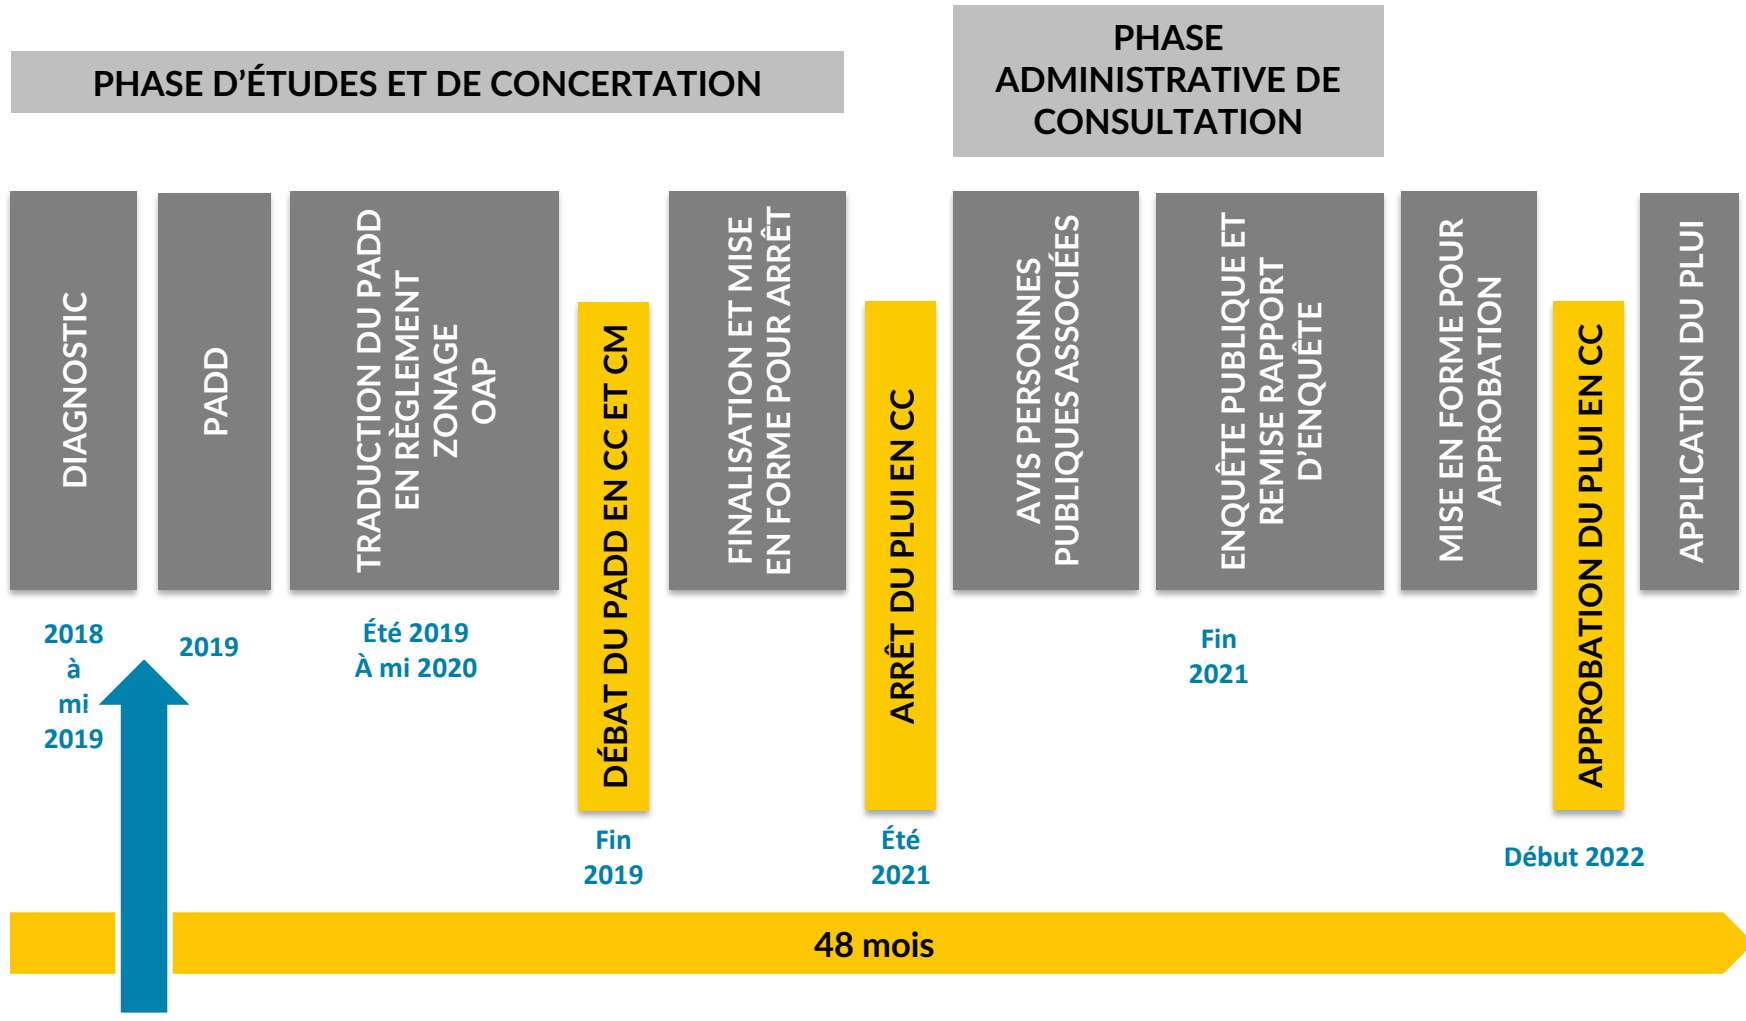 PHASE D'ÉTUDES ET DE CONCERTATION
PHASE
ADMINISTRATIVE DE
CONSULTATION
DIAGNOSTIC
PADD
TRADUCTION DU PADD
EN RÈGLEMENT
ZONAGE
OAP
DÉBAT DU PADD EN CC ET CM
FINALISATION ET MISE
EN FORME POUR ARRÊT
ARRÊT DU PLUI EN CC
AVIS PERSONNES
PUBLIQUES ASSOCIÉES
ENQUÊTE PUBLIQUE ET
REMISE RAPPORT
D'ENQUÊTE
MISE EN FORME POUR
APPROBATION
APPROBATION DU PLUI EN CC
APPLICATION DU PLUI
2018
à
mi
2019
2019
Été 2019
À mi 2020
Fin
2019
Été
2021
Fin
2021
Début 2022
48 mois